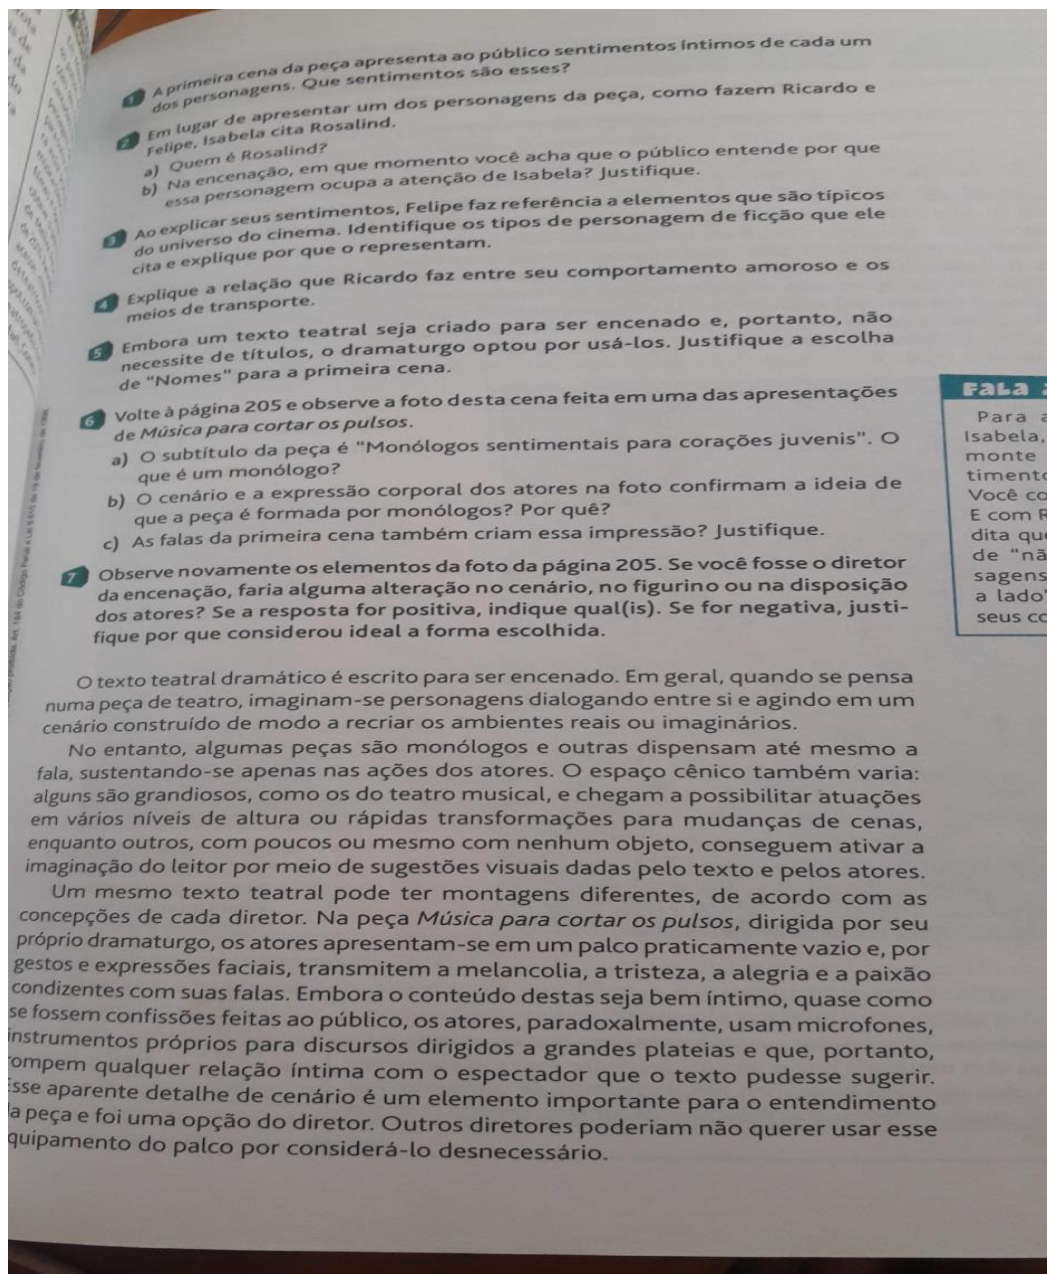 1 A primeira cena da peça apresenta ao público sentimentos íntimos de cada um
dos personagens. Que sentimentos são esses?
2 Em lugar de apresentar um dos personagens da peça, como fazem Ricardo e
Felipe, Isabela cita Rosalind.
a) Quem é Rosalind?
b) Na encenação, em que momento você acha que o público entende por que
essa personagem ocupa a atenção de Isabela? Justifique.
3 Ao explicar seus sentimentos, Felipe faz referência a elementos que são típicos
do universo do cinema. Identifique os tipos de personagem de ficção que ele
cita e explique por que o representam.
4 Explique a relação que Ricardo faz entre seu comportamento amoroso e os
meios de transporte.
5 Embora um texto teatral seja criado para ser encenado e, portanto, não
necessite de títulos, o dramaturgo optou por usá-los. Justifique a escolha
de "Nomes" para a primeira cena.
6 Volte à página 205 e observe a foto desta cena feita em uma das apresentações
de Música para cortar os pulsos.
a) O subtítulo da peça é "Monólogos sentimentais para corações juvenis". O
que é um monólogo?
b) O cenário e a expressão corporal dos atores na foto confirmam a ideia de
que a peça é formada por monólogos? Por quê?
c) As falas da primeira cena também criam essa impressão? Justifique.
7 Observe novamente os elementos da foto da página 205. Se você fosse o diretor
da encenação, faria alguma alteração no cenário, no figurino ou na disposição
dos atores? Se a resposta for positiva, indique qual(is). Se for negativa, justi-
fique por que considerou ideal a forma escolhida.
O texto teatral dramático é escrito para ser encenado. Em geral, quando se pensa
numa peça de teatro, imaginam-se personagens dialogando entre si e agindo em um
cenário construído de modo a recriar os ambientes reais ou imaginários.
No entanto, algumas peças são monólogos e outras dispensam até mesmo a
fala, sustentando-se apenas nas ações dos atores. O espaço cênico também varia:
alguns são grandiosos, como os do teatro musical, e chegam a possibilitar atuações
em vários níveis de altura ou rápidas transformações para mudanças de cenas,
enquanto outros, com poucos ou mesmo com nenhum objeto, conseguem ativar a
imaginação do leitor por meio de sugestões visuais dadas pelo texto e pelos atores.
Um mesmo texto teatral pode ter montagens diferentes, de acordo com as
concepções de cada diretor. Na peça Música para cortar os pulsos, dirigida por seu
próprio dramaturgo, os atores apresentam-se em um palco praticamente vazio e, por
gestos e expressões faciais, transmitem a melancolia, a tristeza, a alegria e a paixão
condizentes com suas falas. Embora o conteúdo destas seja bem íntimo, quase como
se fossem confissões feitas ao público, os atores, paradoxalmente, usam microfones,
instrumentos próprios para discursos dirigidos a grandes plateias e que, portanto,
rompem qualquer relação íntima com o espectador que o texto pudesse sugerir.
Esse aparente detalhe de cenário é um elemento importante para o entendimento
da peça e foi uma opção do diretor. Outros diretores poderiam não querer usar esse
quipamento do palco por considerá-lo desnecessário.
Fala
Para a
Isabela,
monte
timento
Você co
E com R
dita que
de "nã
sagens
a lado"
seus co